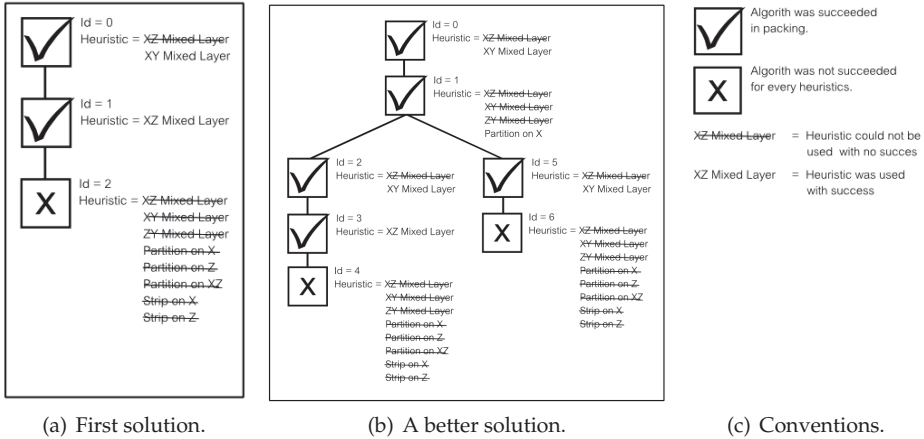 Id = 0
Heuristic = XZ Mixed Layer
XY Mixed Layer
Id = 1
Heuristic = XZ Mixed Layer
X
Id = 2
Heuristic = XZ Mixed Layer
XY Mixed Layer
ZY Mixed Layer
Partition on X
Partition on Z
Partition on XZ
Strip on X
Strip on Z
(a) First solution.
Id = 0
Heuristic = XZ Mixed Layer
XY Mixed Layer
Id = 1
Heuristic = XZ Mixed Layer
XY Mixed Layer
ZY Mixed Layer
Partition on X
Id = 2
Heuristic = XZ Mixed Layer
XY Mixed Layer
Id = 3
Heuristic = XZ Mixed Layer
X
Id = 4
Heuristic = XZ Mixed Layer
XY Mixed Layer
ZY Mixed Layer
Partition on X
Partition on Z
Partition on XZ
Strip on X
Strip on Z
Id = 5
Heuristic = XZ Mixed Layer
XY Mixed Layer
X
Id = 6
Heuristic = XZ Mixed Layer
XY Mixed Layer
ZY Mixed Layer
Partition on X
Partition on Z
Partition on XZ
Strip on X
Strip on Z
(b) A better solution.
Algorith was succeeded
in packing.
X
Algorith was not succeeded
for every heuristics.
XZ Mixed Layer = Heuristic could not be
used with no succes
XZ Mixed Layer = Heuristic was used
with success
(c) Conventions.